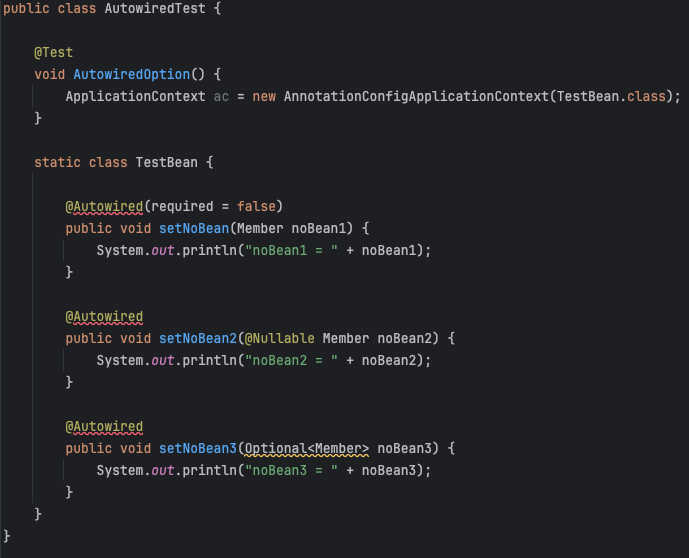 public class AutowiredTest {
@Test
void AutowiredOption() {
ApplicationContext ac = new AnnotationConfigApplicationContext(TestBean.class);
}
static class TestBean {
@Autowired(required = false)
public void setNoBean(Member noBean1) {
System.out.println("noBean1 = " + noBean1);
}
@Autowired
public void setNoBean2(@Nullable Member noBean2) {
System.out.println("noBean2 = " + noBean2);
}
@Autowired
public void setNoBean3(Optional<Member> noBean3) {
System.out.println("noBean3 = " + noBean3);
}
}
}